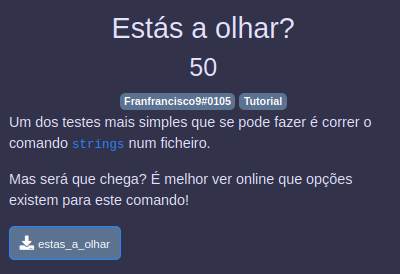 Estás a olhar?
50
Franfrancisco9#0105 Tutorial
Um dos testes mais simples que se pode fazer é correr o
comando strings num ficheiro.
Mas será que chega? É melhor ver online que opções
existem para este comando!
estas_a_olhar